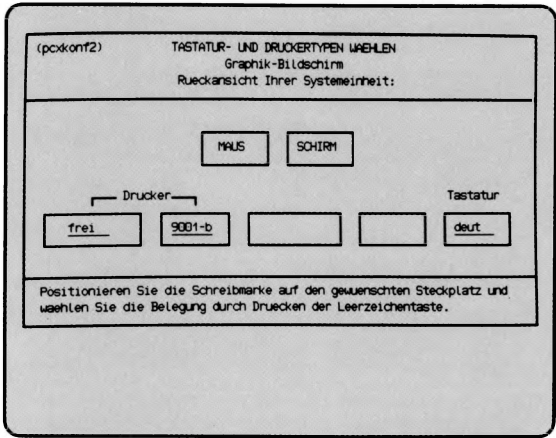 (pcxkonf2) TASTATUR- UND DRUCKERTYPEN WAEHLEN
Graphik-Bildschirm
Rueckansicht Ihrer Systemeinheit:
MAUS SCHIRM
Drucker Tastatur
frei 9001-b deut
Positionieren Sie die Schreibmarke auf den gewuenschten Steckplatz und
waehlen Sie die Belegung durch Druecken der Leerzeichentaste.